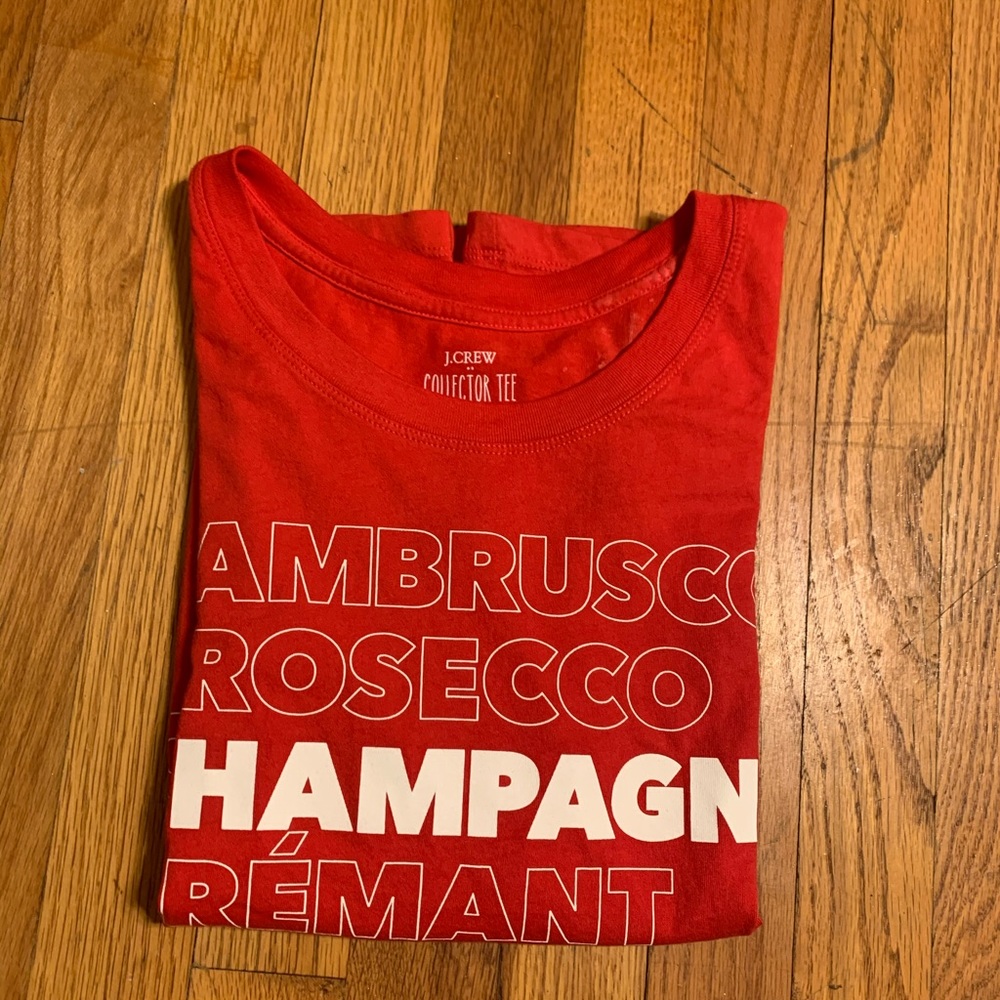 J.CREW
COLLECTOR TEE
AMBRUSCO
ROSECCO
HAMPAGN
RÉMANT